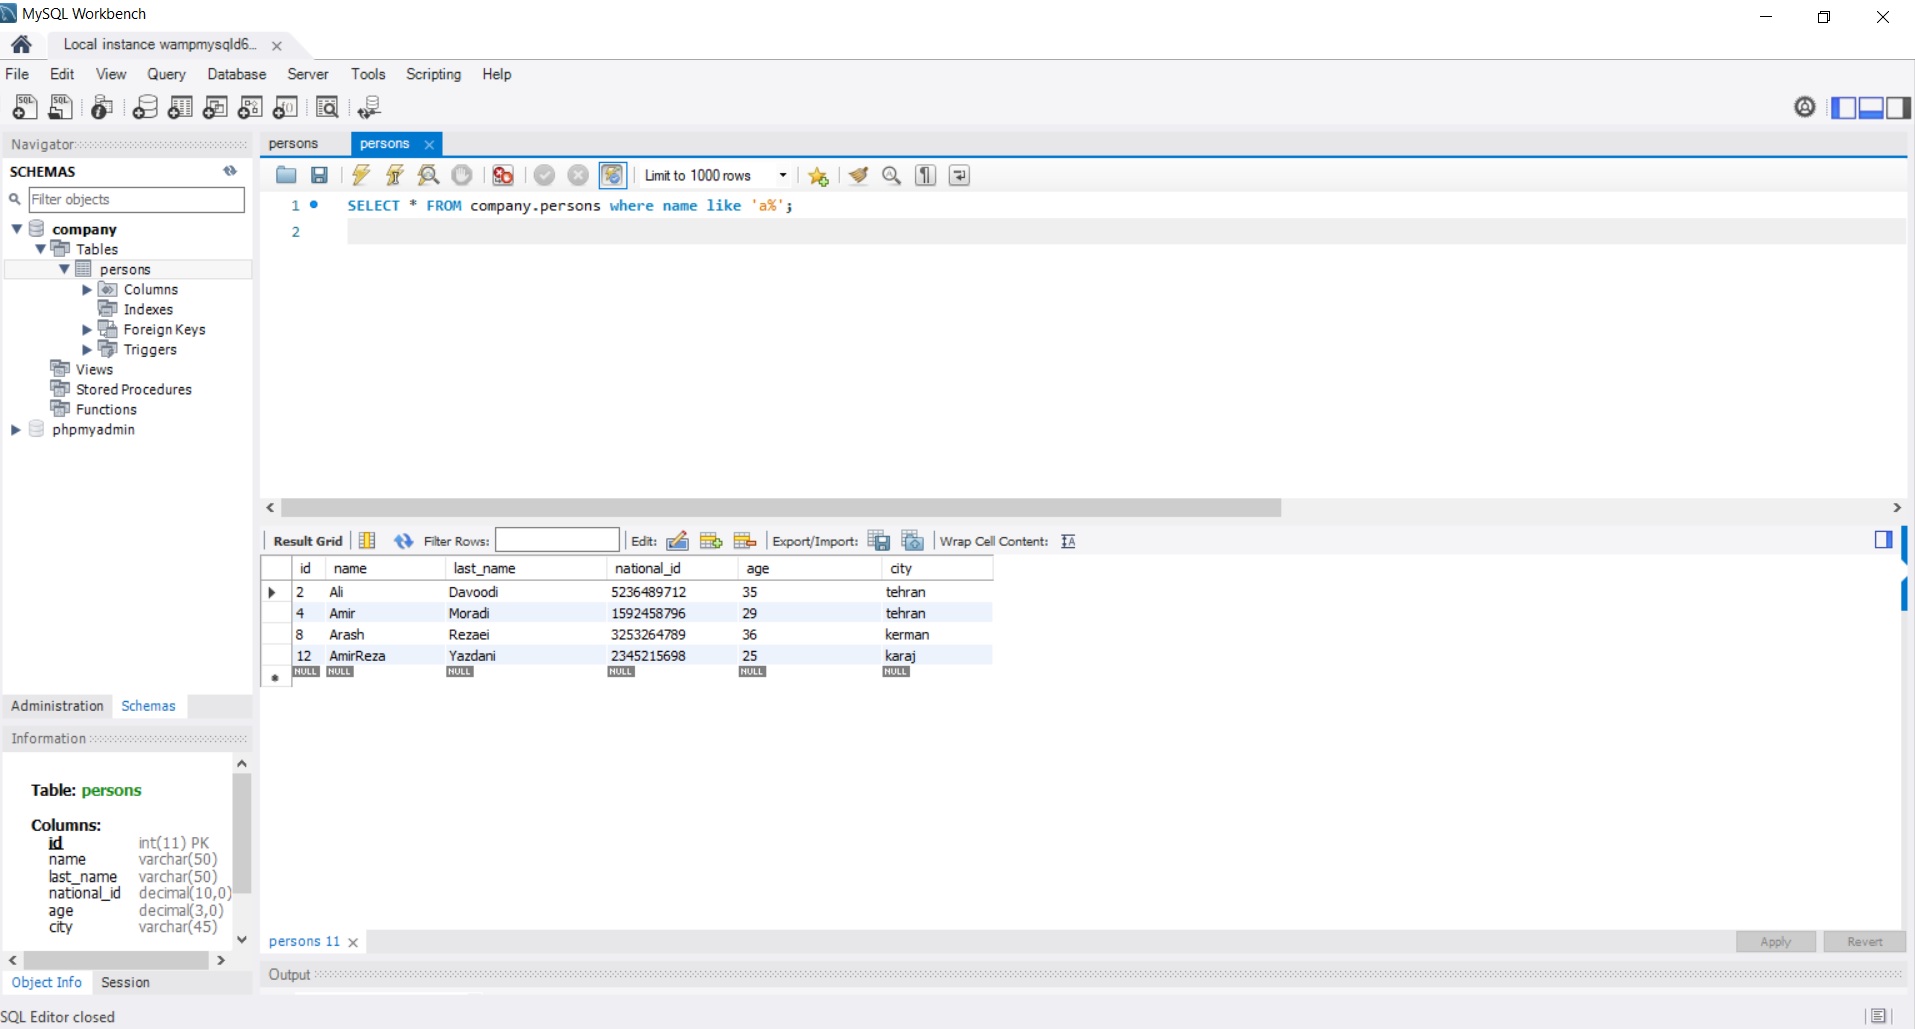 MySQL Workbench
Local instance wampmysqld6...
File Edit View Query Database Server Tools Scripting Help
Navigator
SCHEMAS
Filter objects
company
Tables
persons
Columns
Indexes
Foreign Keys
Triggers
Views
Stored Procedures
Functions
phpmyadmin
Administration Schemas
Information
Table: persons
Columns:
id int(11) PK
name varchar(50)
last_name varchar(50)
national_id decimal(10,0)
age decimal(3,0)
city varchar(45)
Object Info Session
persons persons
Limit to 1000 rows
1 SELECT * FROM company.persons where name like 'a%';
2
Result Grid Filter Rows: Edit: Export/Import: Wrap Cell Content:
id name last_name national_id age city
2 Ali Davoodi 5236489712 35 tehran
4 Amir Moradi 1592458796 29 tehran
8 Arash Rezaei 3253264789 36 kerman
12 AmirReza Yazdani 2345215698 25 karaj
NULL NULL NULL NULL NULL NULL
persons 11 Apply Revert
Output
SQL Editor closed